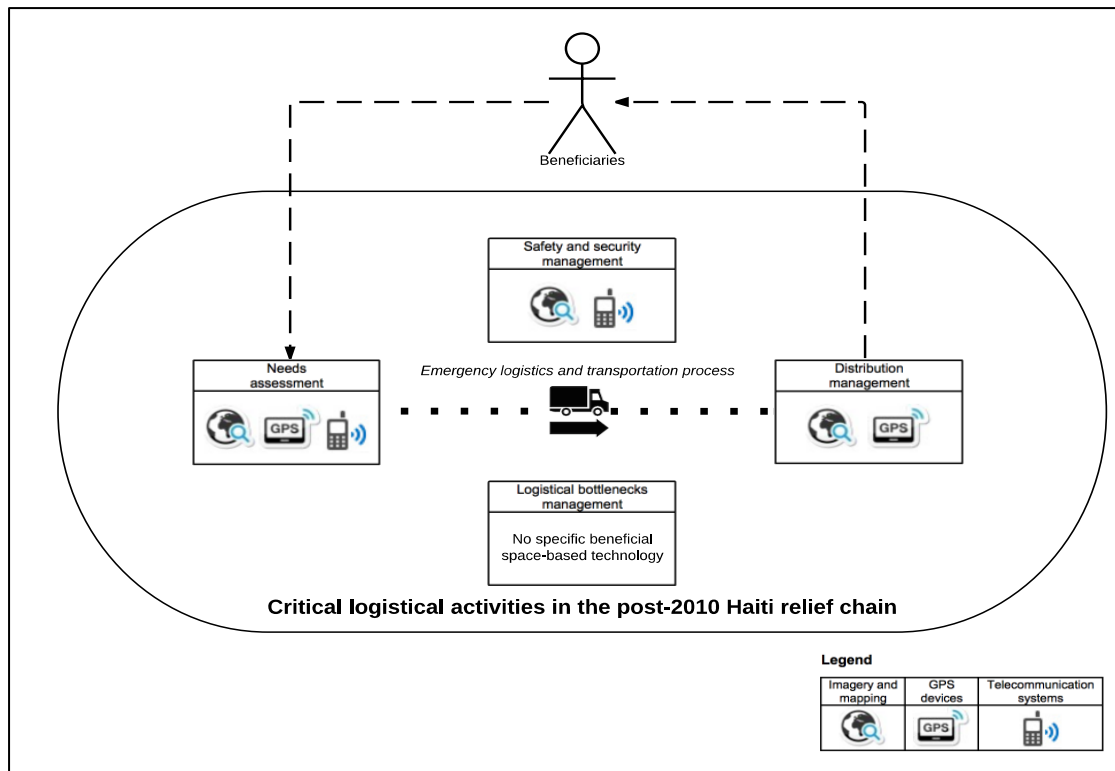 Beneficiaries
Safety and security
management
Needs
assessment
GPS
Emergency logistics and transportation process
Distribution
management
GPS
Logistical bottlenecks
management
No specific beneficial
space-based technology
Critical logistical activities in the post-2010 Haiti relief chain
Legend
Imagery and
mapping
GPS
devices
Telecommunication
systems
GPS